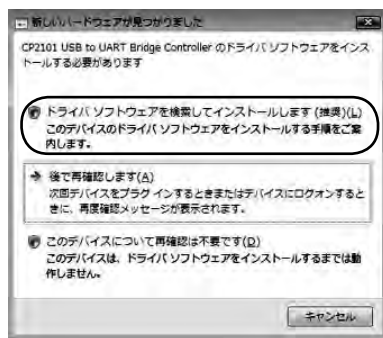 新しいハードウェアが見つかりました
CP2101 USB to UART Bridge Controller のドライバ ソフトウェアをインス
トールする必要があります
ドライバ ソフトウェアを検索してインストールします (推奨)(L)
このデバイスのドライバ ソフトウェアをインストールする手順をご案
内します。
後で再確認します(A)
次回デバイスをプラグ インするときまたはデバイスにログオンすると
きに、再度確認メッセージが表示されます。
このデバイスについて再確認は不要です(D)
このデバイスは、ドライバ ソフトウェアをインストールするまでは動
作しません。
キャンセル